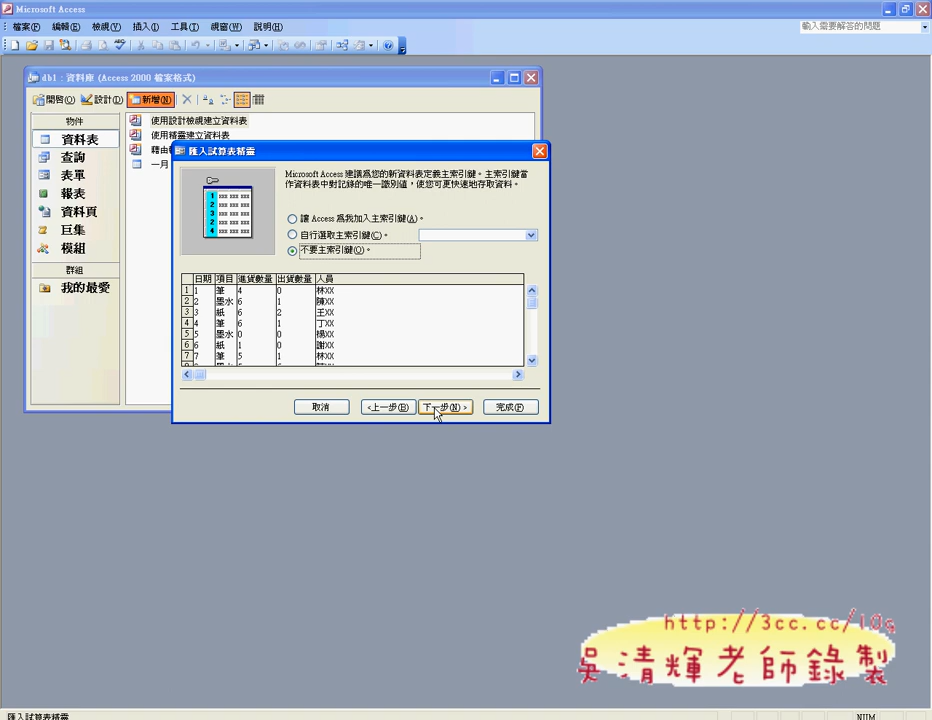 Microsoft Access
檔案(F) 編輯(E) 檢視(V) 插入(I) 工具(T) 視窗(W) 說明(H)
輸入需要解答的問題
db1 : 資料庫 (Access 2000 檔案格式)
開啓(O) 設計(D) 新增(N)
物件
資料表
查詢
表單
報表
資料頁
巨集
模組
群組
我的最愛
使用設計檢視建立資料表
使用精靈建立資料表
藉由
一月
匯入試算表精靈
Microsoft Access 建議爲您的新資料表定義主索引鍵。主索引鍵當
作資料表中對記錄的唯一識別値，使您可更快速地存取資料。
讓 Access 爲我加入主索引鍵(A)。
自行選取主索引鍵(C)。
不要主索引鍵(O)。
日期 項目 進貨數量 出貨數量 人員
1 1 筆 4 0 林XX
2 2 墨水 6 1 陳XX
3 3 紙 6 2 王XX
4 4 筆 6 1 丁XX
5 5 墨水 0 0 楊XX
6 6 紙 1 0 謝XX
7 7 筆 5 1 林XX
取消 <上一步(B) 下一步(N) > 完成(F)
http://3cc.cc/10g
吳清輝老師錄製
匯入試算表精靈
NUM